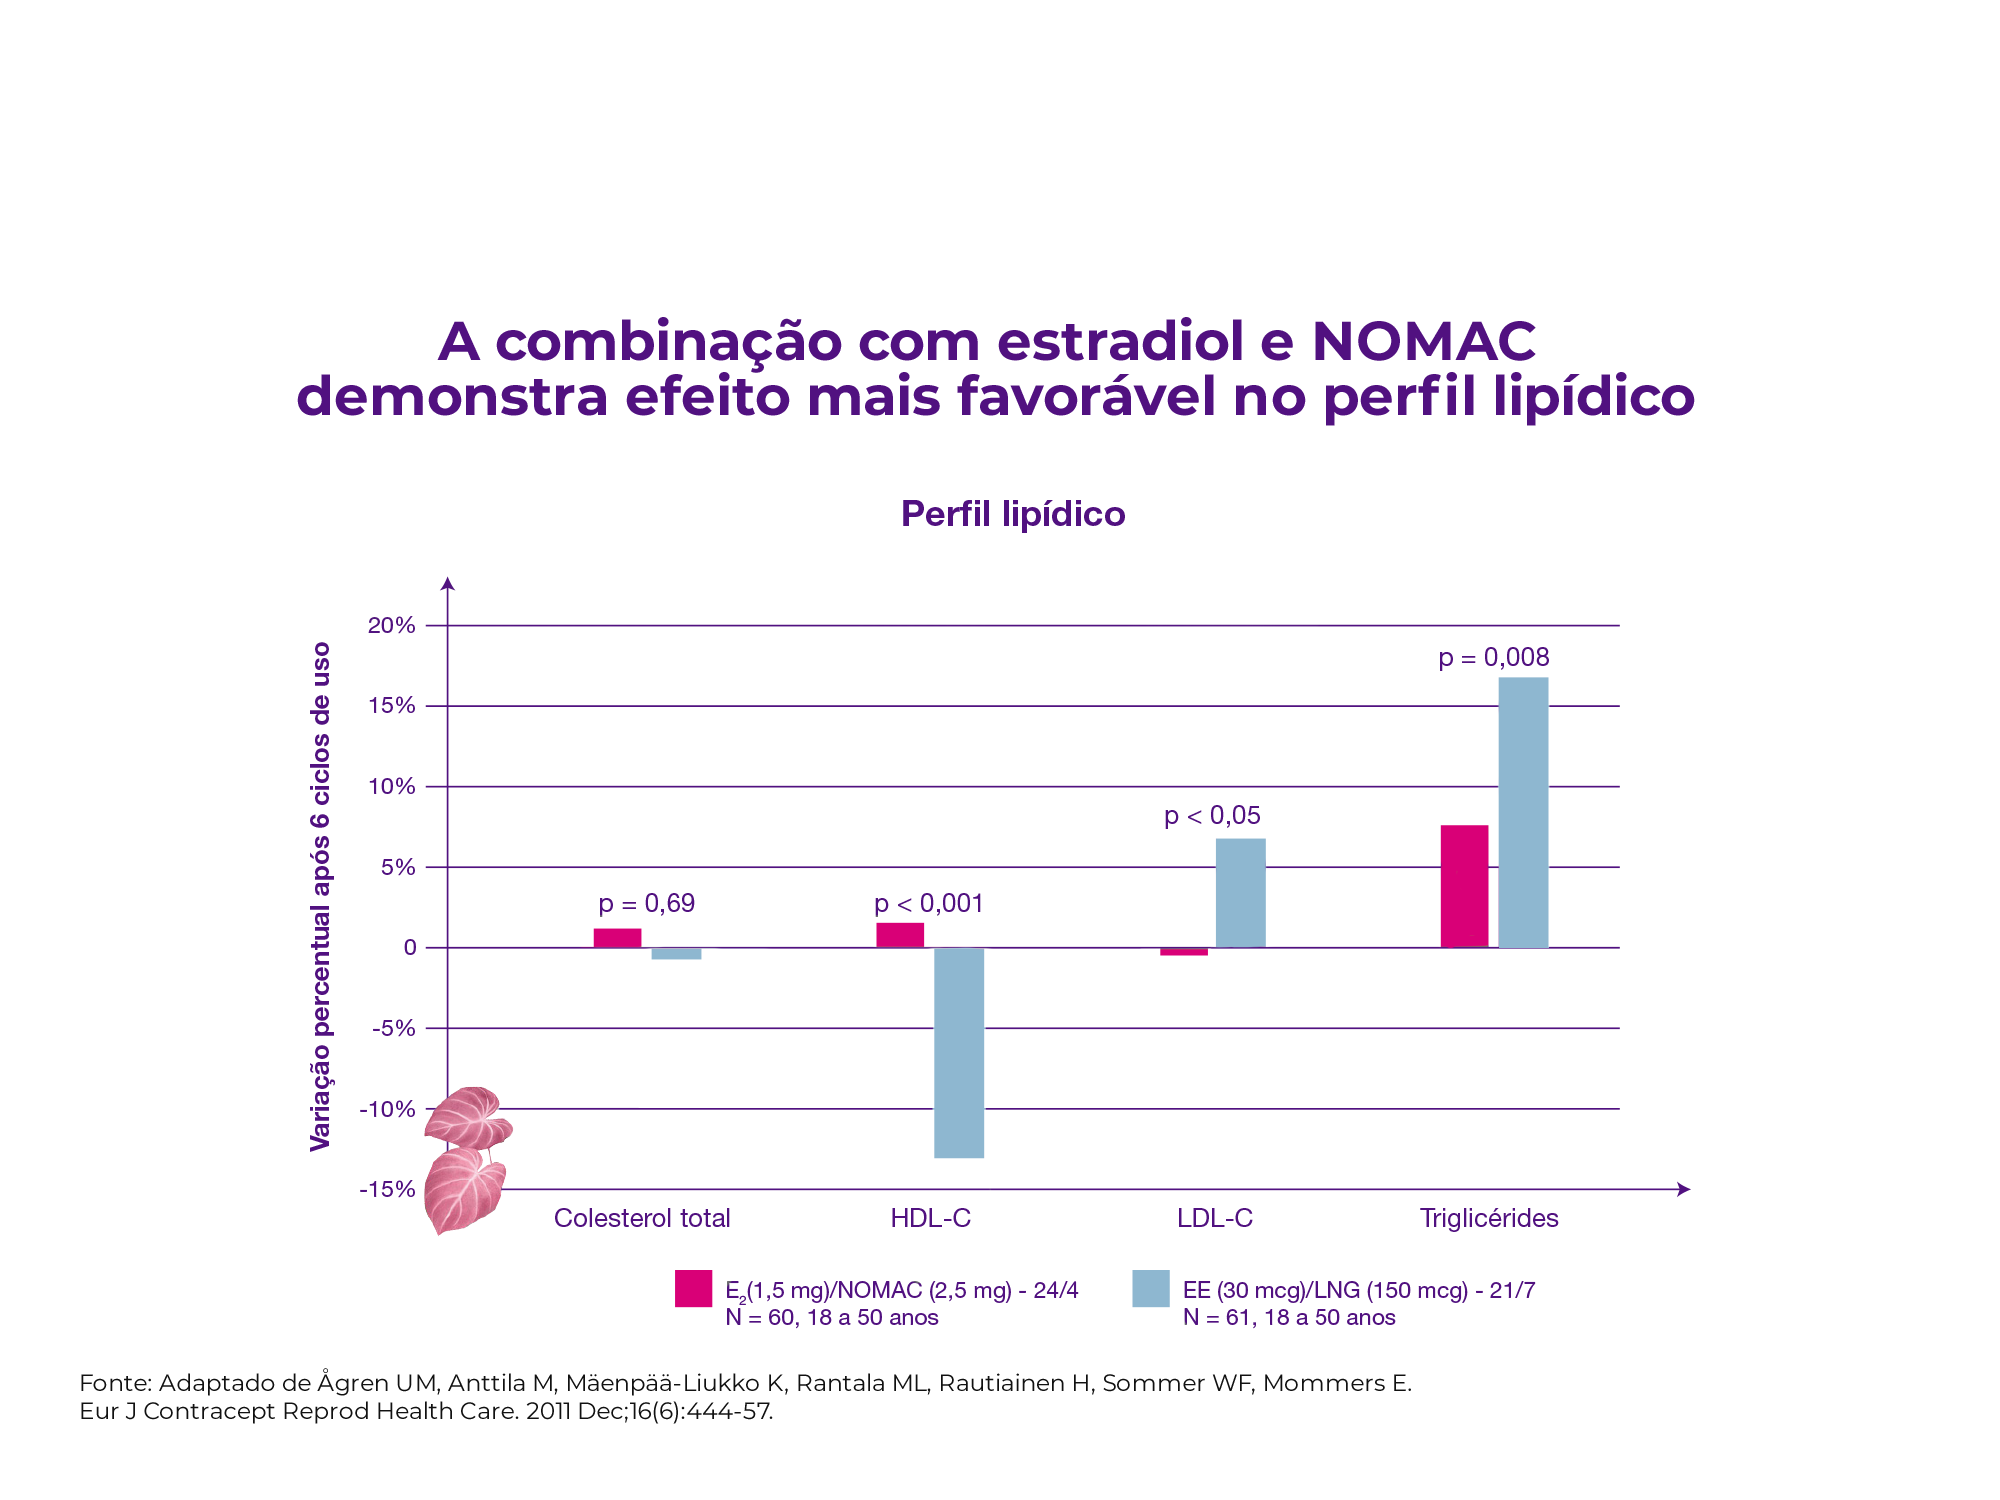 A combinação com estradiol e NOMAC
demonstra efeito mais favorável no perfil lipídico
Perfil lipídico
Variação percentual após 6 ciclos de uso
20%
15%
10%
5%
0
-5%
-10%
-15%
p = 0,69
p < 0,001
p < 0,05
p = 0,008
Colesterol total
HDL-C
LDL-C
Triglicérides
E₂(1,5 mg)/NOMAC (2,5 mg) - 24/4
N = 60, 18 a 50 anos
EE (30 mcg)/LNG (150 mcg) - 21/7
N = 61, 18 a 50 anos
Fonte: Adaptado de Ågren UM, Anttila M, Mäenpää-Liukko K, Rantala ML, Rautiainen H, Sommer WF, Mommers E.
Eur J Contracept Reprod Health Care. 2011 Dec;16(6):444-57.